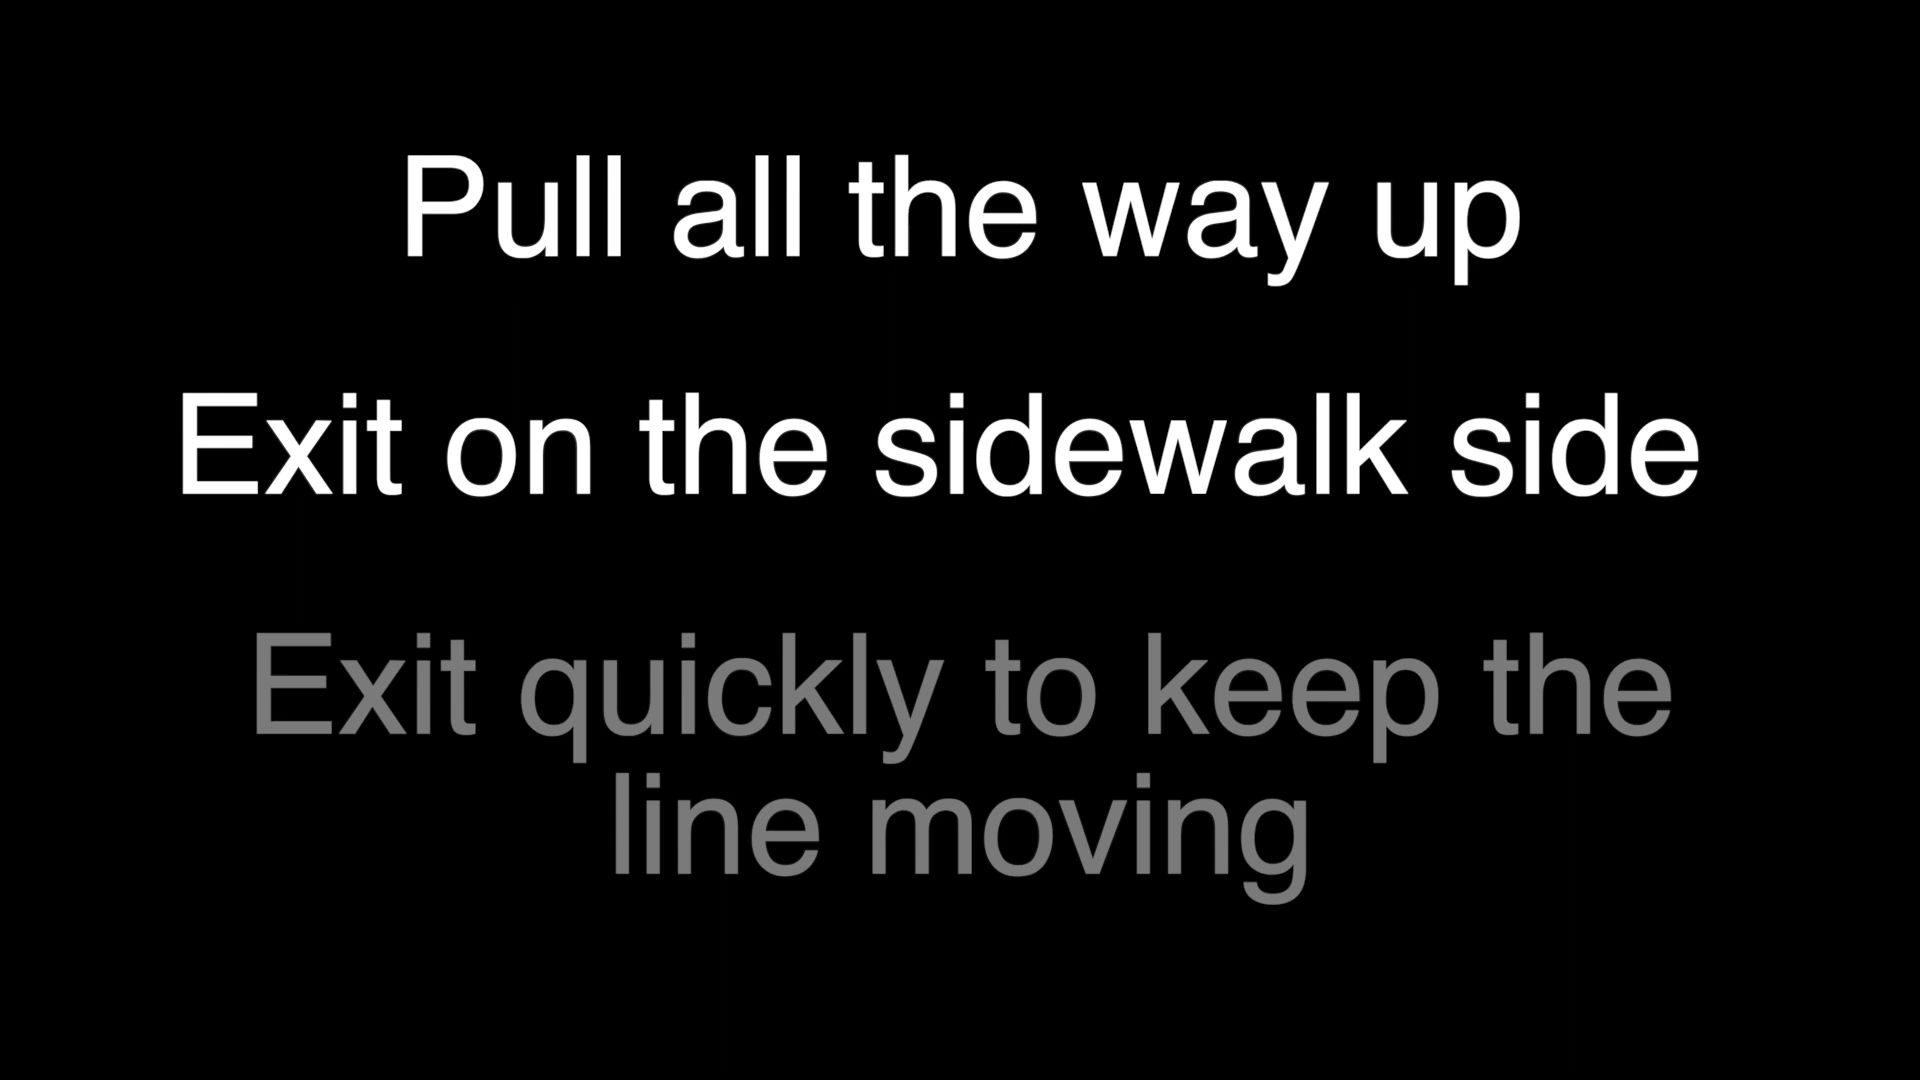 Pull all the way up
Exit on the sidewalk side
Exit quickly to keep the
line moving